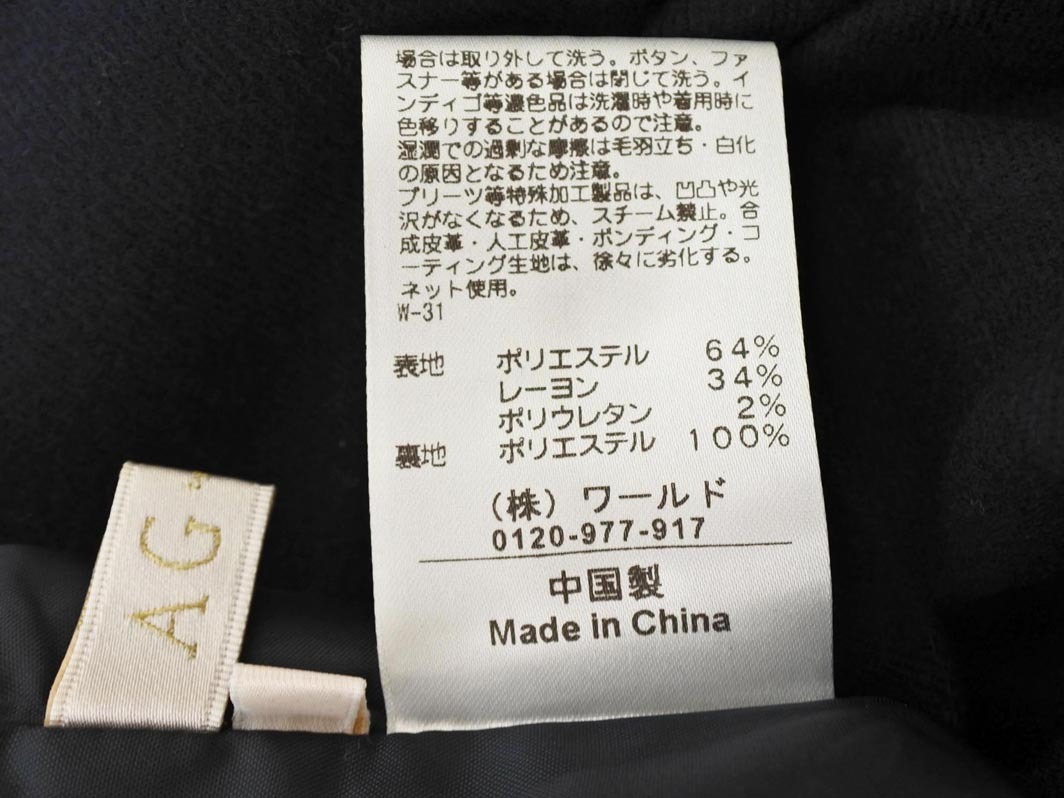 場合は取り外して洗う。ボタン、ファ
スナー等がある場合は閉じて洗う。イ
ンディゴ等濃色品は洗濯時や着用時に
色移りすることがあるので注意。
湿潤での過剰な摩擦は毛羽立ち・白化
の原因となるため注意。
プリーツ等特殊加工製品は、凹凸や光
沢がなくなるため、スチーム禁止。合
成皮革・人工皮革・ボンディング・コ
ーティング生地は、徐々に劣化する。
ネット使用。
W-31
表地 ポリエステル 64%
レーヨン 34%
ポリウレタン 2%
裏地 ポリエステル 100%
(株) ワールド
0120-977-917
中国製
Made in China
AG